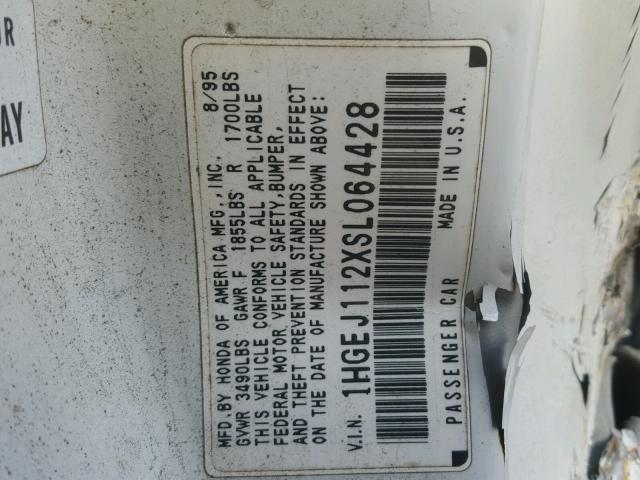 MFD.BY HONDA OF AMERICA MFG.,INC. 8/95
GVWR 3490LBS GAWR F 1855LBS R 1700LBS
THIS VEHICLE CONFORMS TO ALL APPLICABLE
FEDERAL MOTOR VEHICLE SAFETY,BUMPER,
AND THEFT PREVENTION STANDARDS IN EFFECT
ON THE DATE OF MANUFACTURE SHOWN ABOVE:
V.I.N. 1HGEJ112XSL064428
PASSENGER CAR MADE IN U.S.A.